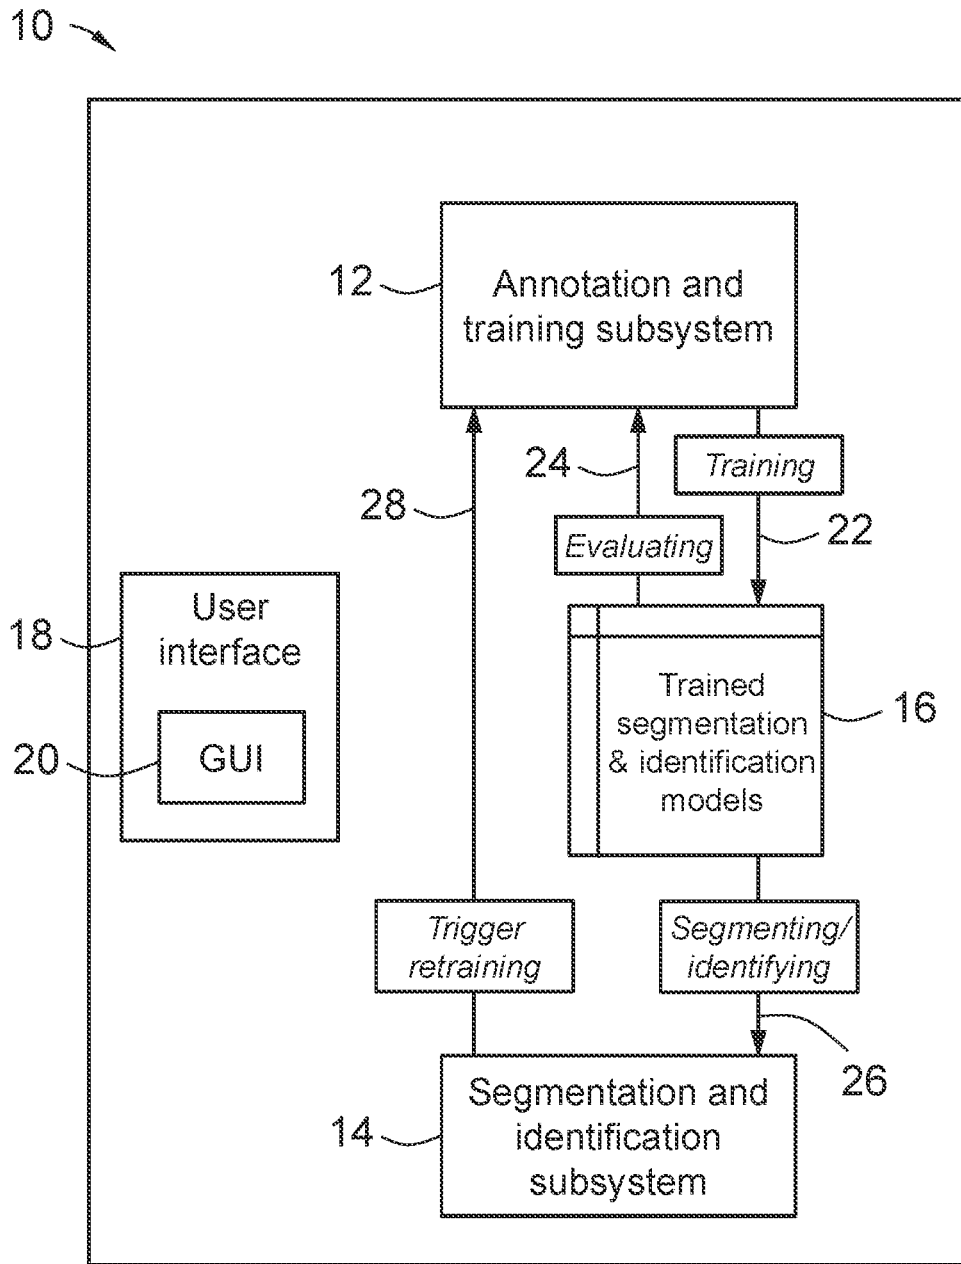 10
12
Annotation and
training subsystem
24
Training
28
22
Evaluating
18
User
interface
20
GUI
Trained
segmentation
& identification
models
16
Trigger
retraining
Segmenting/
identifying
26
14
Segmentation and
identification
subsystem